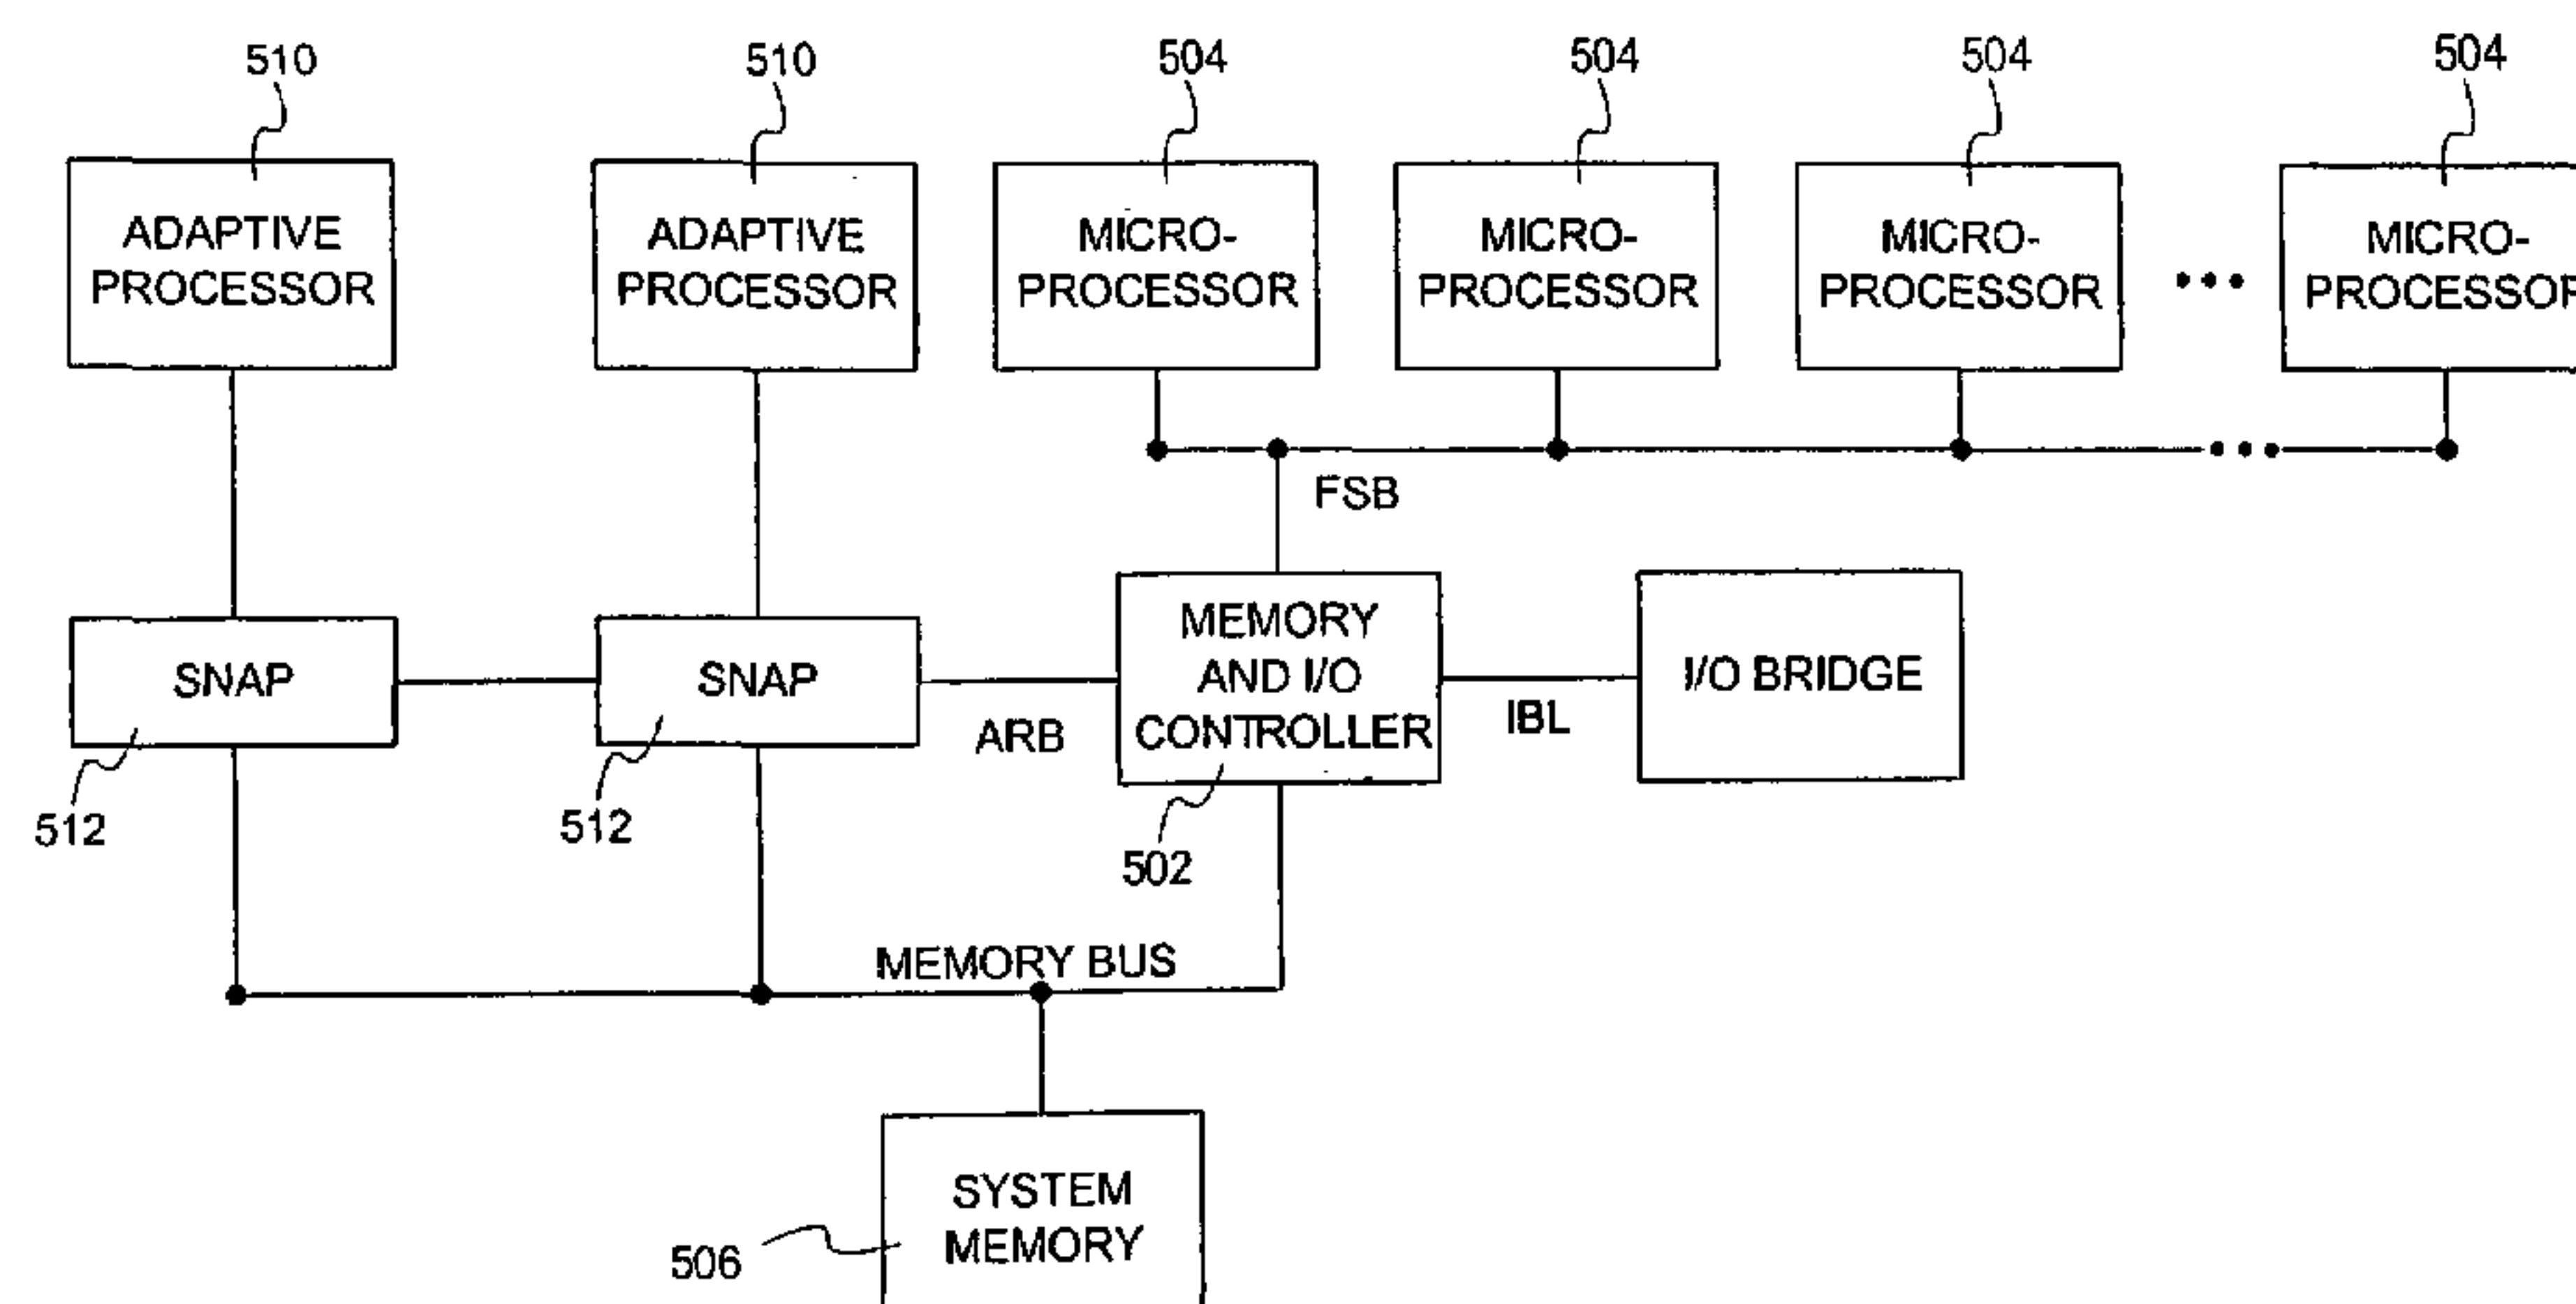 510
510
504
504
504
504
ADAPTIVE
PROCESSOR
ADAPTIVE
PROCESSOR
MICRO-
PROCESSOR
MICRO-
PROCESSOR
MICRO-
PROCESSOR
•••
MICRO-
PROCESSOR
•••
FSB
SNAP
SNAP
ARB
MEMORY
AND I/O
CONTROLLER
IBL
I/O BRIDGE
512
512
502
MEMORY BUS
SYSTEM
MEMORY
506